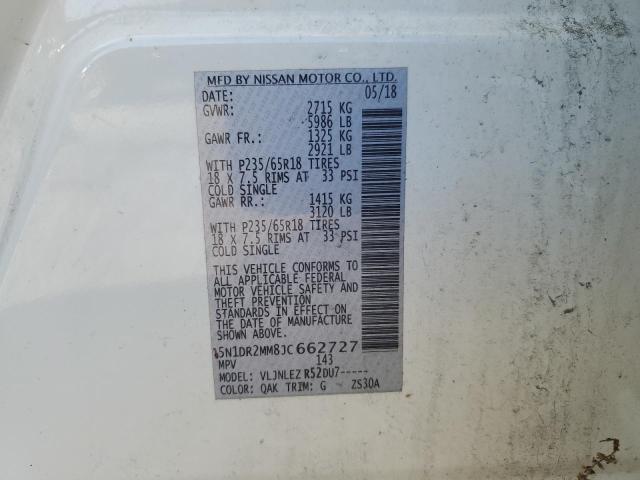 MFD BY NISSAN MOTOR CO., LTD.
DATE: 05/18
GVWR: 2715 KG
5986 LB
GAWR FR.: 1325 KG
2921 LB
WITH P235/65R18 TIRES
18 X 7.5 RIMS AT 33 PSI
COLD SINGLE
GAWR RR.: 1415 KG
3120 LB
WITH P235/65R18 TIRES
18 X 7.5 RIMS AT 33 PSI
COLD SINGLE
THIS VEHICLE CONFORMS TO
ALL APPLICABLE FEDERAL
MOTOR VEHICLE SAFETY AND
THEFT PREVENTION
STANDARDS IN EFFECT ON
THE DATE OF MANUFACTURE
SHOWN ABOVE.
5N1DR2MM8JC662727
MPV 143
MODEL: VLJNLEZ R52DU7-----
COLOR: QAK TRIM: G ZS30A